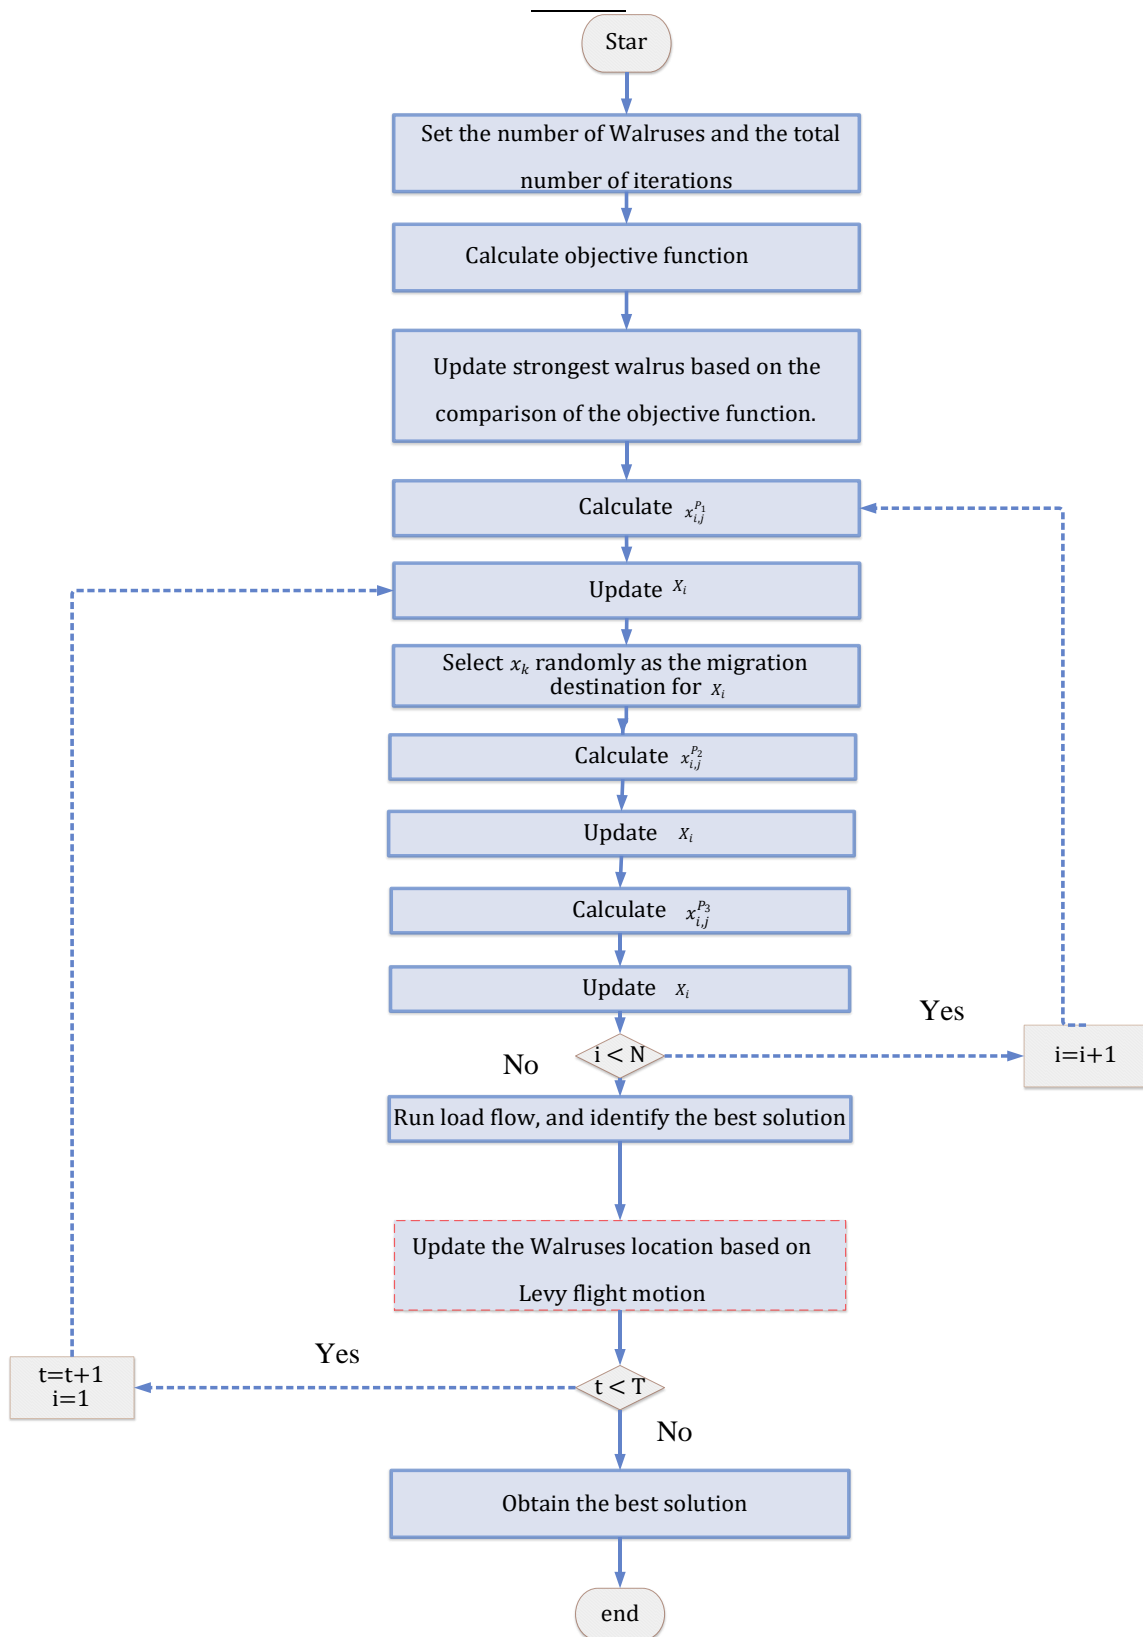 Star
Set the number of Walruses and the total
number of iterations
Calculate objective function
Update strongest walrus based on the
comparison of the objective function.
Calculate x_{i,j}^{P_1}
Update X_i
Select x_k randomly as the migration
destination for X_i
Calculate x_{i,j}^{P_2}
Update X_i
Calculate x_{i,j}^{P_3}
Update X_i
Yes
i < N
i=i+1
No
Run load flow, and identify the best solution
Update the Walruses location based on
Levy flight motion
Yes
t=t+1
i=1
t < T
No
Obtain the best solution
end